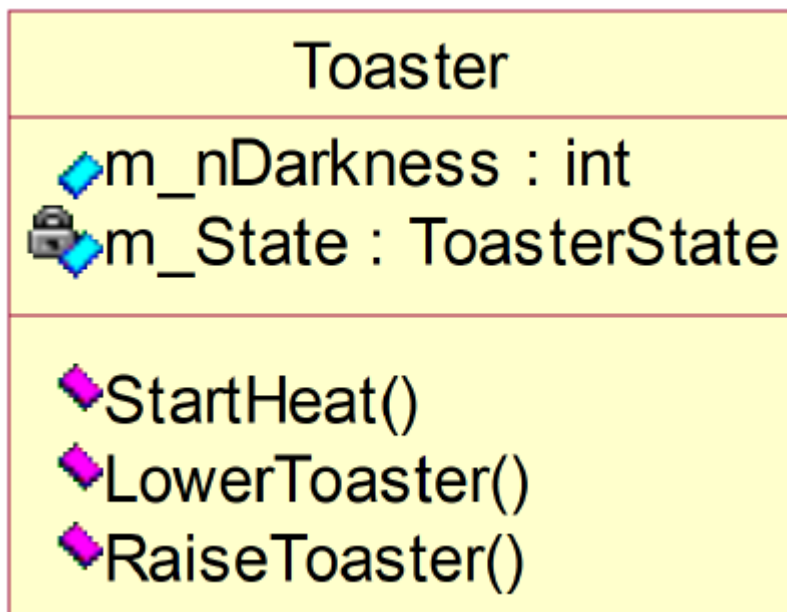 Toaster
m_nDarkness : int
m_State : ToasterState
StartHeat()
LowerToaster()
RaiseToaster()